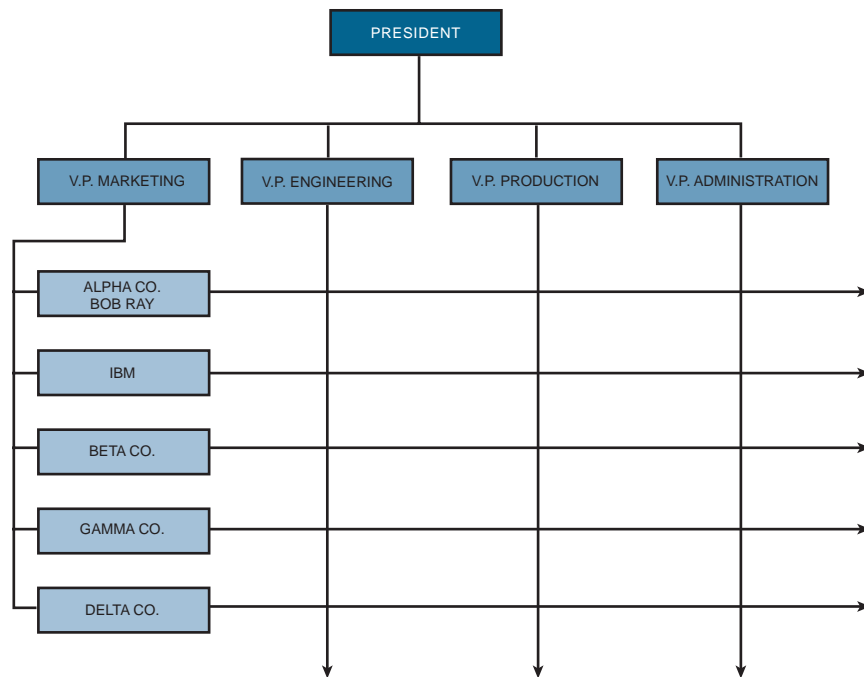 PRESIDENT
V.P. MARKETING
V.P. ENGINEERING
V.P. PRODUCTION
V.P. ADMINISTRATION
ALPHA CO.
BOB RAY
IBM
BETA CO.
GAMMA CO.
DELTA CO.